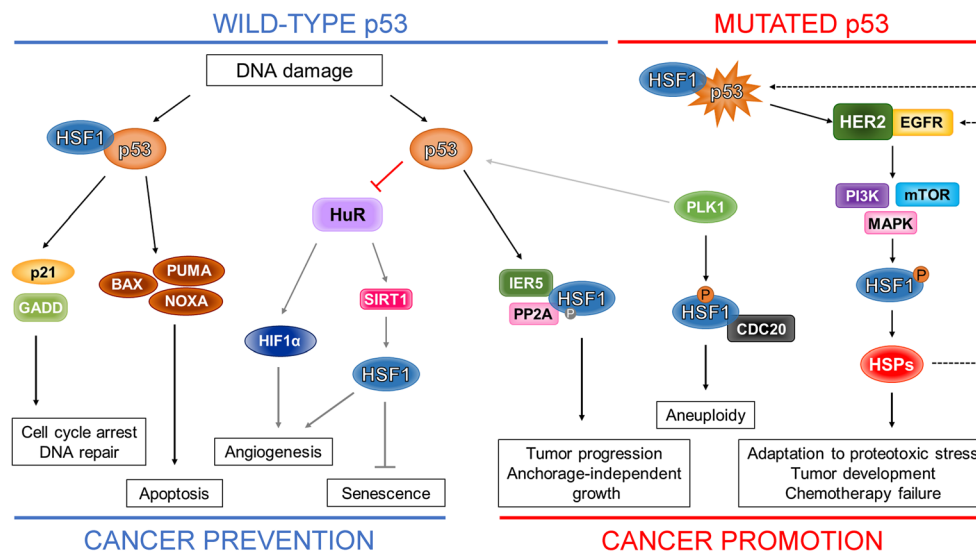 WILD-TYPE p53
MUTATED p53
DNA damage
HSF1
p53
p53
HSF1
p53
HER2
EGFR
HuR
PLK1
PI3K
mTOR
MAPK
p21
GADD
BAX
PUMA
NOXA
SIRT1
IER5
PP2A
HSF1
P
P
HSF1
CDC20
HSF1
P
HIF1α
HSF1
HSPs
Cell cycle arrest
DNA repair
Apoptosis
Angiogenesis
Senescence
Tumor progression
Anchorage-independent
growth
Aneuploidy
Adaptation to proteotoxic stress
Tumor development
Chemotherapy failure
CANCER PREVENTION
CANCER PROMOTION